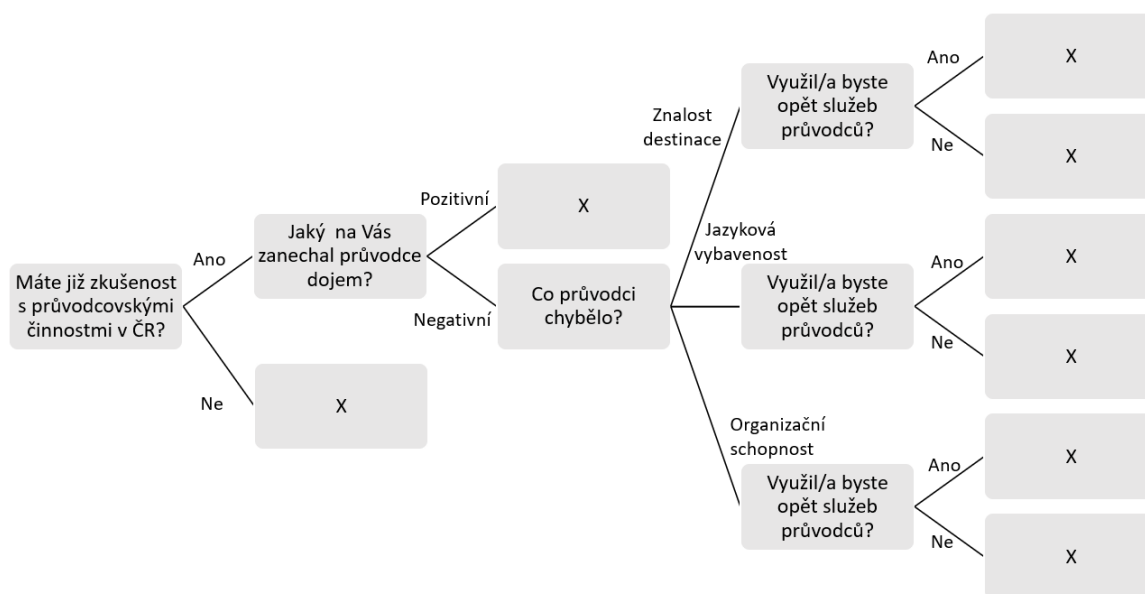 Máte již zkušenost
s průvodcovskými
činnostmi v ČR?
Ano
Ne
Jaký na Vás
zanechal průvodce
dojem?
X
Pozitivní
Negativní
X
Co průvodci
chybělo?
Znalost
destinace
Jazyková
vybavenost
Organizační
schopnost
Využil/a byste
opět služeb
průvodců?
Ano
Ne
X
X
Využil/a byste
opět služeb
průvodců?
Ano
Ne
X
X
Využil/a byste
opět služeb
průvodců?
Ano
Ne
X
X